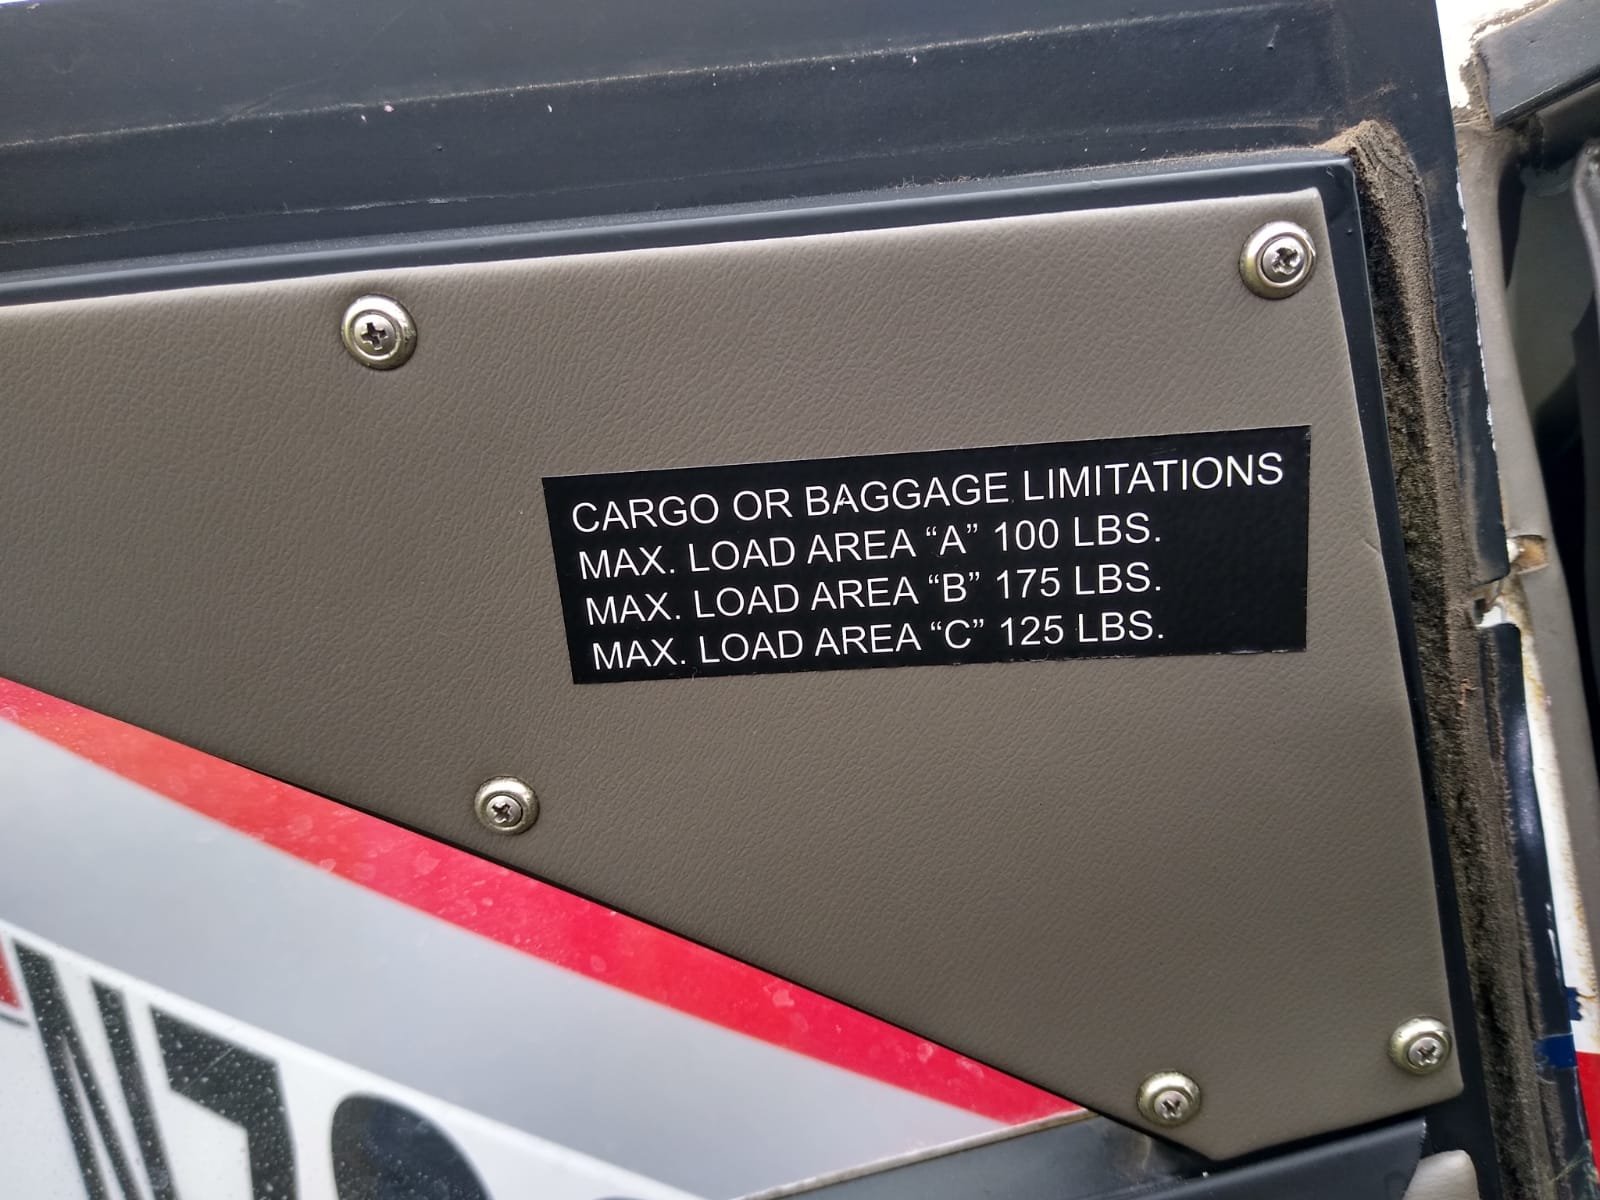 CARGO OR BAGGAGE LIMITATIONS
MAX. LOAD AREA “A” 100 LBS.
MAX. LOAD AREA “B” 175 LBS.
MAX. LOAD AREA “C” 125 LBS.
N7